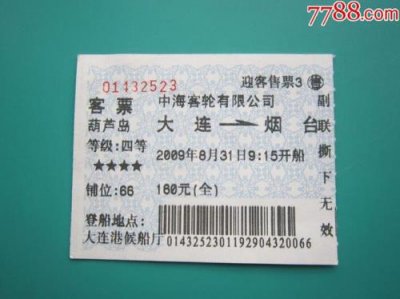 7788.com
01432523
迎客售票3 售
客票 中海客轮有限公司
葫芦岛 大连 烟台
等级:四等 2009年8月31日9:15开船
★★★★
铺位:66 160元(全)
登船地点:
大连港候船厅
0143252301192904320066
副联撕下无效